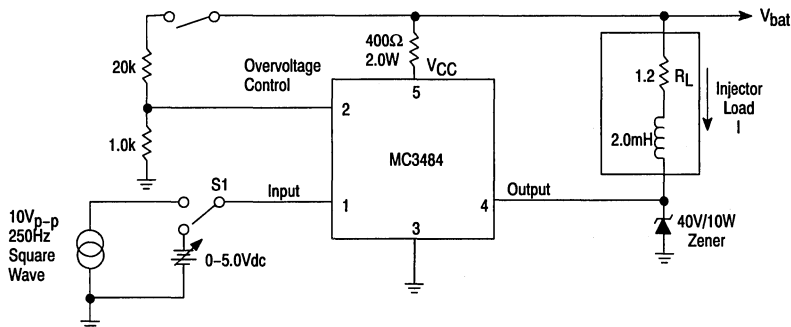 Vbat
400Ω
2.0W
VCC
20k
Overvoltage
Control
1.2 RL
Injector
Load
I
5
2
1.0k
MC3484
2.0mH
S1
Input
1
Output
4
10Vp-p
250Hz
Square
Wave
3
40V/10W
Zener
0–5.0Vdc